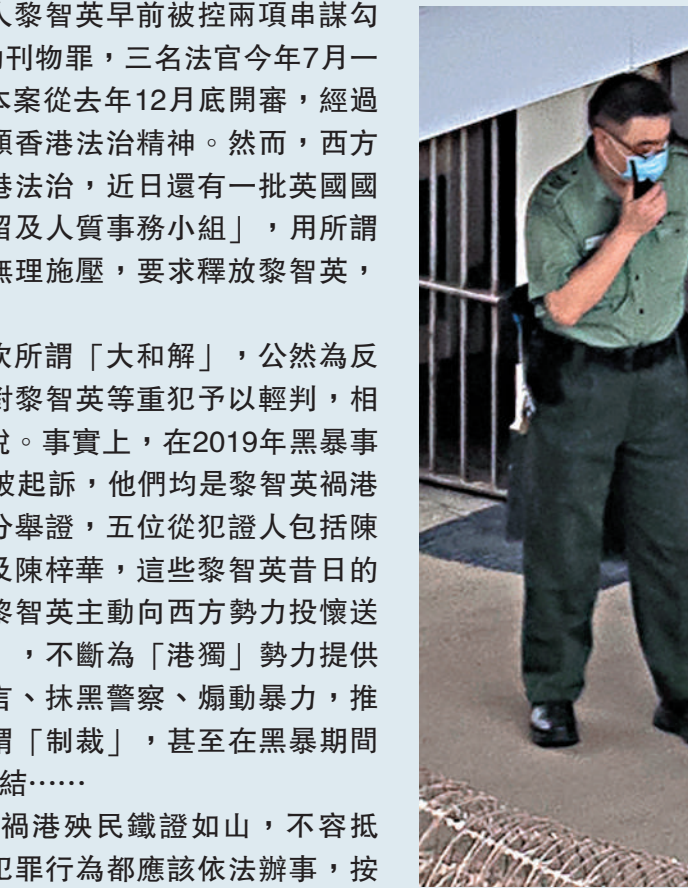 人黎智英早前被控兩項串謀勾
刊物罪，三名法官今年7月一
本案從去年12月底開審，經過
顯香港法治精神。然而，西方
港法治，近日還有一批英國國
留及人質事務小組」，用所謂
無理施壓，要求釋放黎智英，
次所謂「大和解」，公然為反
對黎智英等重犯予以輕判，相
說。事實上，在2019年黑暴事
被起訴，他們均是黎智英禍港
分舉證，五位從犯證人包括陳
及陳梓華，這些黎智英昔日的
黎智英主動向西方勢力投懷送
，不斷為「港獨」勢力提供
言、抹黑警察、煽動暴力，推
謂「制裁」，甚至在黑暴期間
結……
禍港殃民鐵證如山，不容抵
犯罪行為都應該依法辦事，按